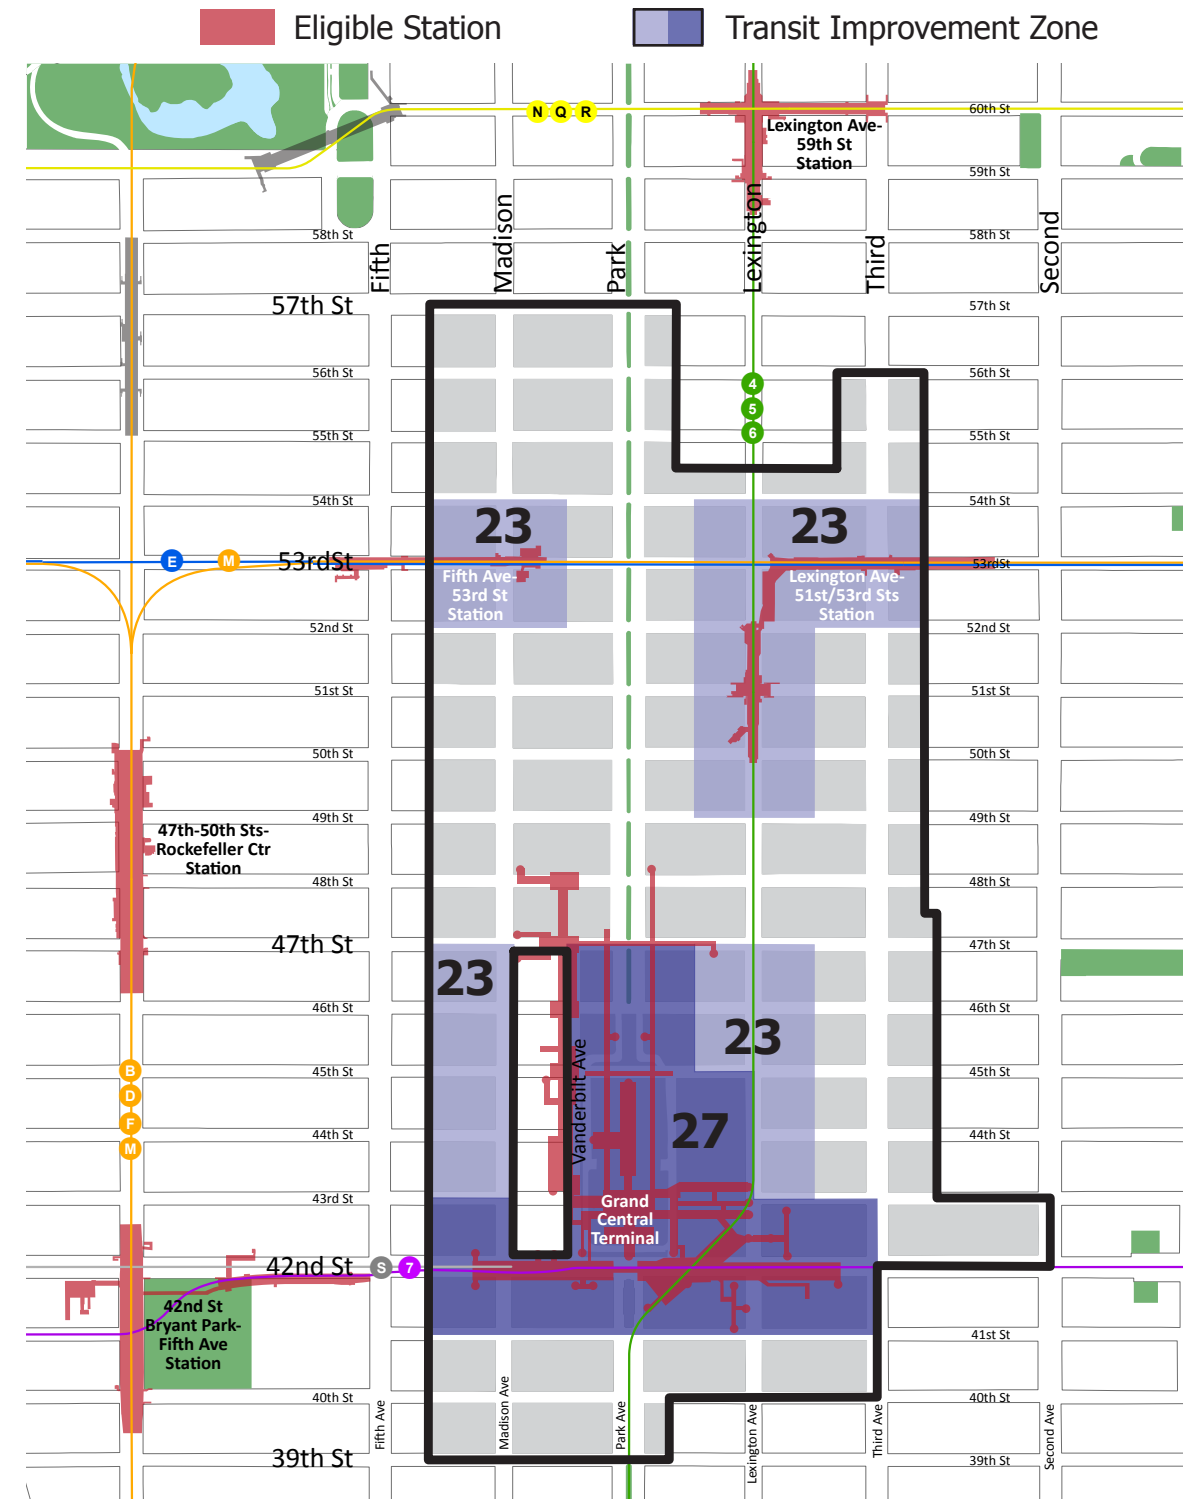 Eligible Station
Transit Improvement Zone
N Q R
60th St
Lexington Ave-
59th St
Station
59th St
58th St
58th St
Fifth
Madison
Park
Lexington
Third
Second
57th St
57th St
56th St
56th St
4
5
6
55th St
55th St
54th St
54th St
23
23
E
M
53rdSt
53rdSt
Fifth Ave-
53rd St
Station
Lexington Ave-
51st/53rd Sts
Station
52nd St
52nd St
51st St
51st St
50th St
50th St
49th St
49th St
47th-50th Sts-
Rockefeller Ctr
Station
48th St
48th St
47th St
47th St
23
46th St
46th St
23
Vanderbilt Ave
B
D
F
M
45th St
45th St
27
44th St
44th St
43rd St
43rd St
Grand
Central
Terminal
42nd St
S
7
42nd St
Bryant Park-
Fifth Ave
Station
41st St
40th St
40th St
Fifth Ave
Madison Ave
Park Ave
Lexington Ave
Third Ave
Second Ave
39th St
39th St